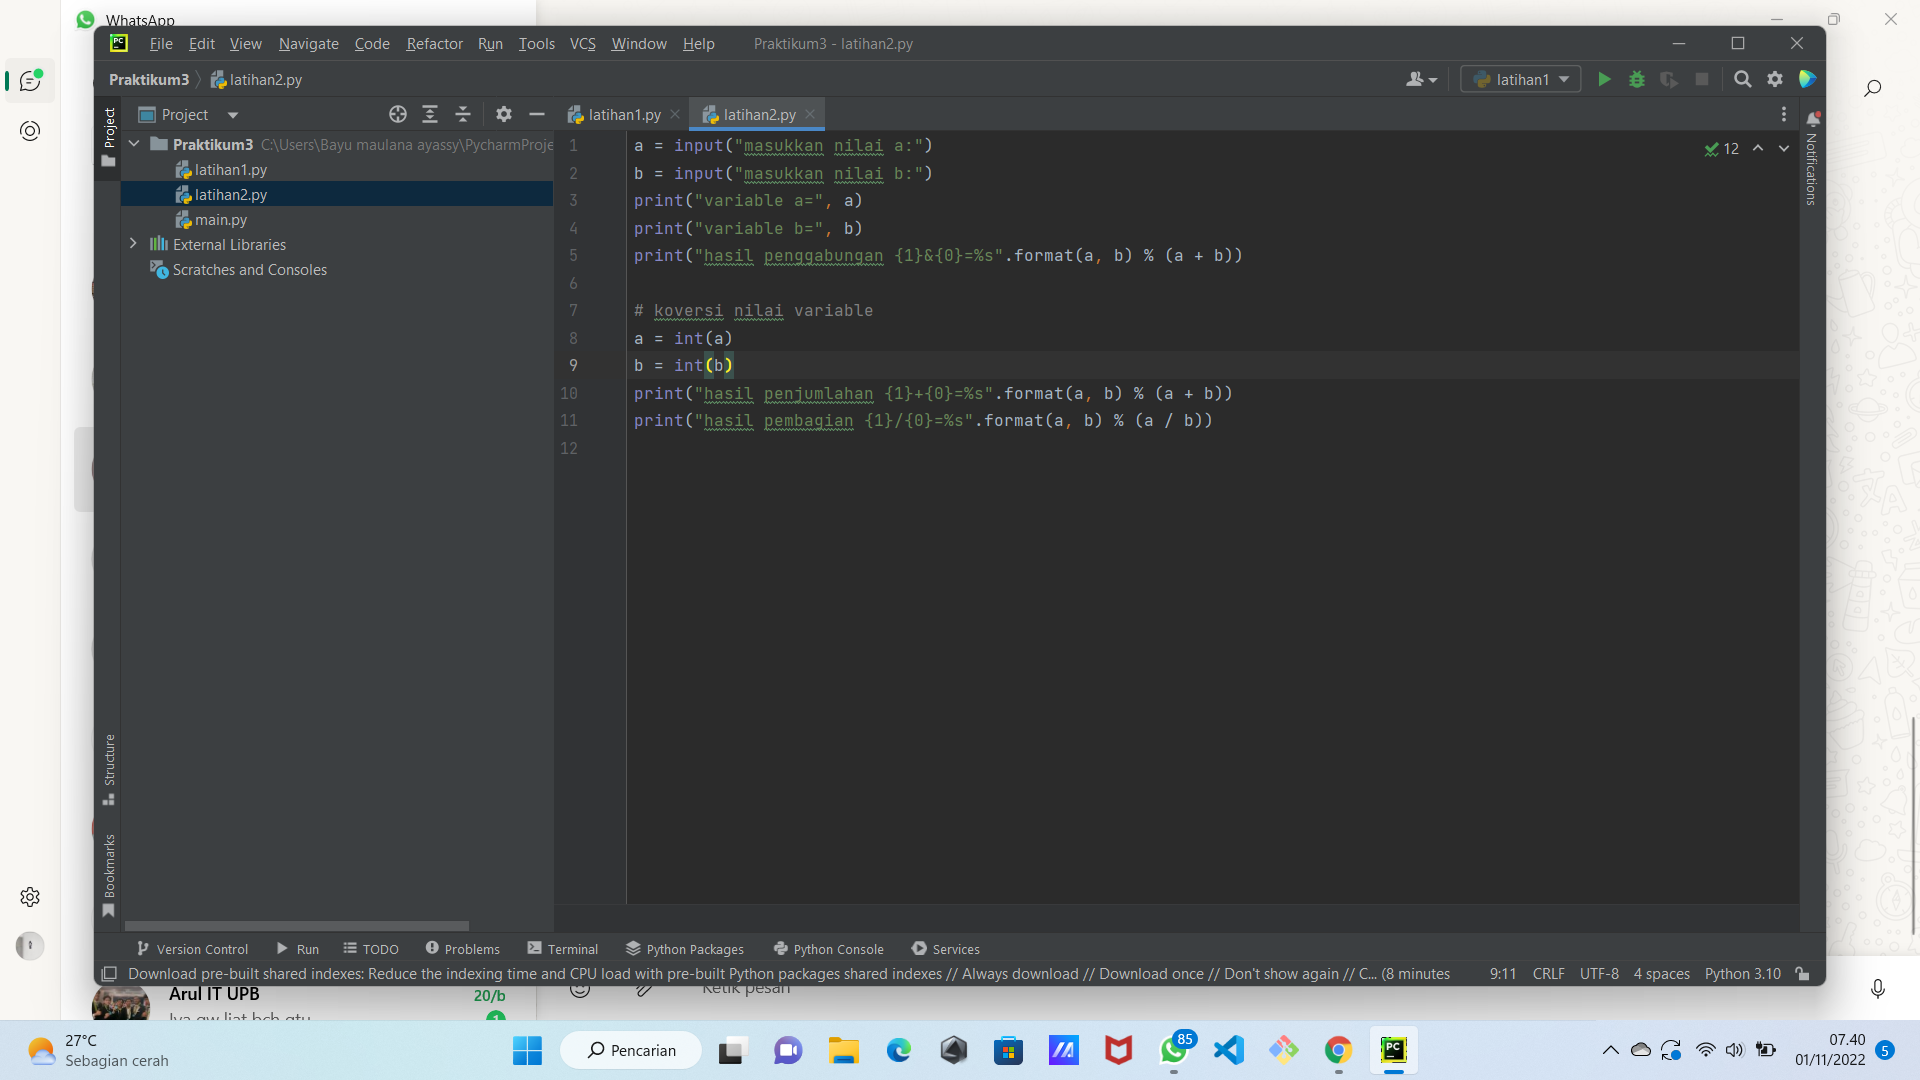 WhatsApp
File Edit View Navigate Code Refactor Run Tools VCS Window Help Praktikum3 - latihan2.py
Praktikum3 latihan2.py
latihan1
Project
latihan1.py
latihan2.py
Project
Praktikum3 C:\Users\Bayu maulana ayassy\PycharmProje
latihan1.py
latihan2.py
main.py
External Libraries
Scratches and Consoles
1 a = input("masukkan nilai a:")
2 b = input("masukkan nilai b:")
3 print("variable a=", a)
4 print("variable b=", b)
5 print("hasil penggabungan {1}&{0}=%s".format(a, b) % (a + b))
6
7 # koversi nilai variable
8 a = int(a)
9 b = int(b)
10 print("hasil penjumlahan {1}+{0}=%s".format(a, b) % (a + b))
11 print("hasil pembagian {1}/{0}=%s".format(a, b) % (a / b))
12
12
Notifications
Structure
Bookmarks
Version Control Run TODO Problems Terminal Python Packages Python Console Services
Download pre-built shared indexes: Reduce the indexing time and CPU load with pre-built Python packages shared indexes // Always download // Download once // Don't show again // C... (8 minutes 9:11 CRLF UTF-8 4 spaces Python 3.10
Arul IT UPB 20/b
Iya gw liat bch gtu
1
Ketik pesan
27°C
Sebagian cerah
Pencarian
PC
85
07.40
01/11/2022
5